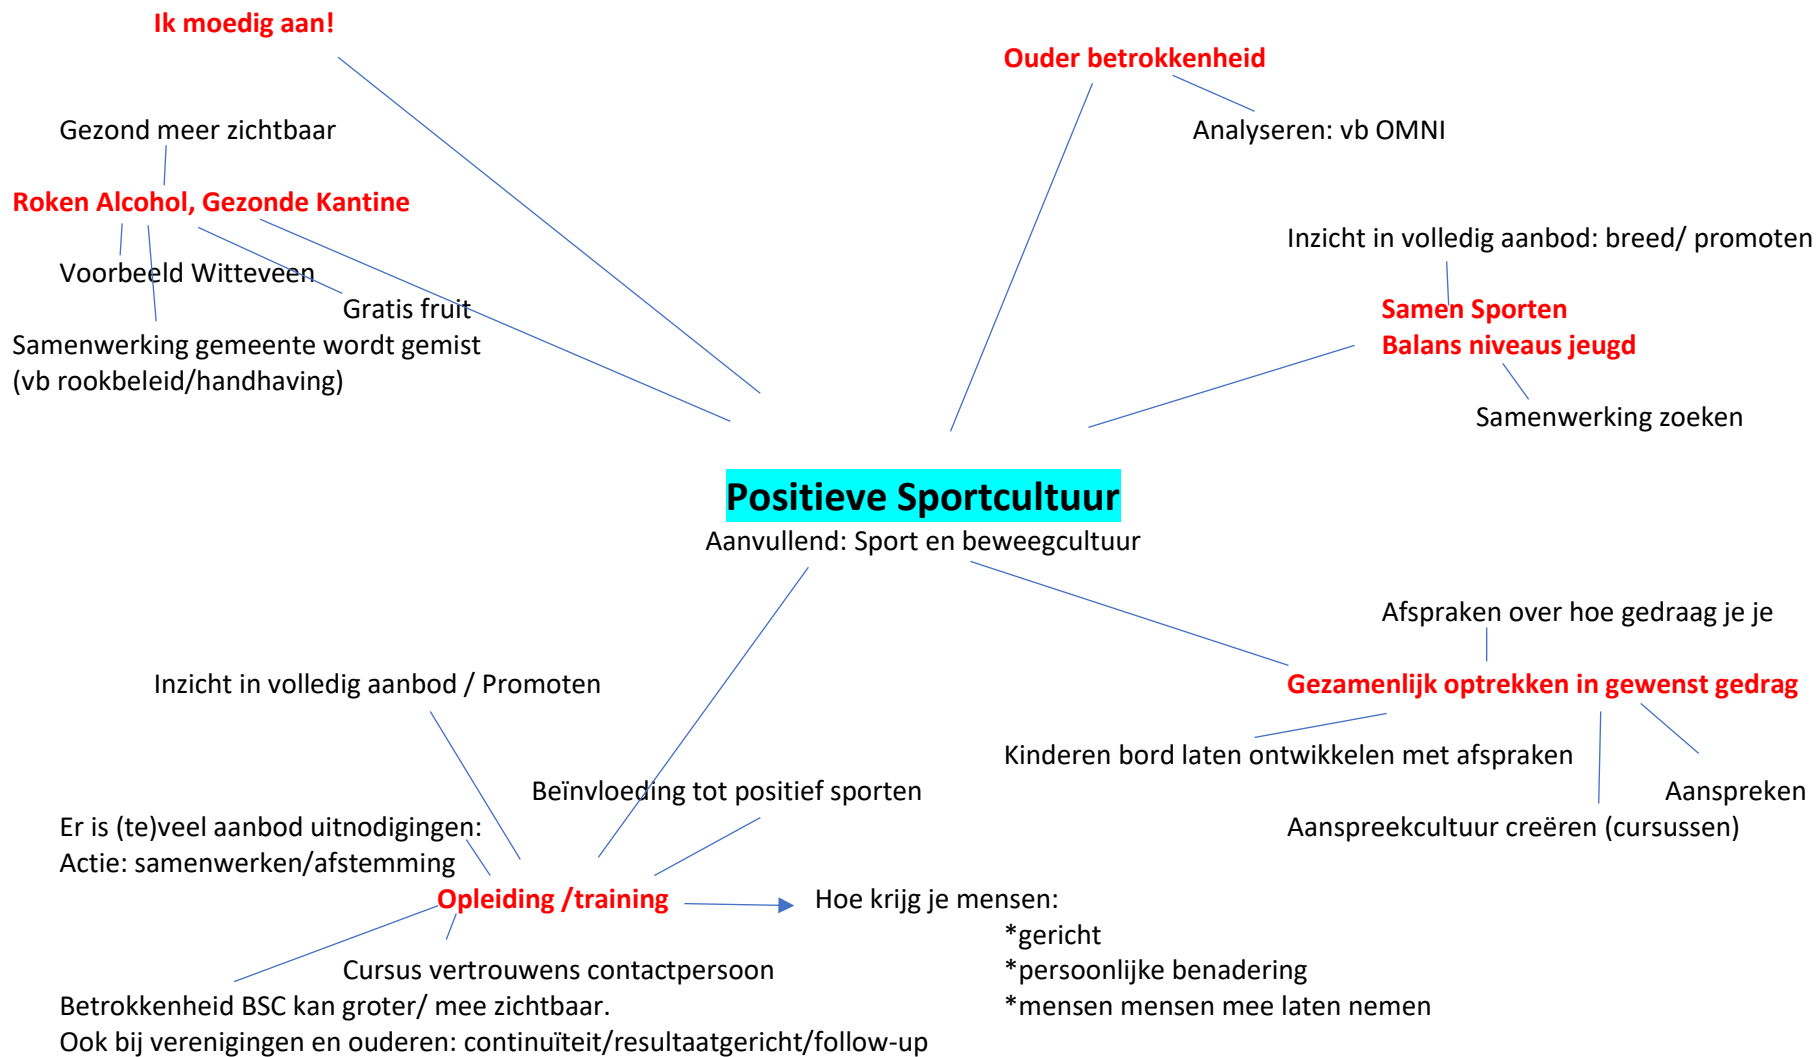 Ik moedig aan!
Ouder betrokkenheid
Gezond meer zichtbaar
Analyseren: vb OMNI
Roken Alcohol, Gezonde Kantine
Inzicht in volledig aanbod: breed/ promoten
Voorbeeld Witteveen
Gratis fruit
Samen Sporten
Samenwerking gemeente wordt gemist
Balans niveaus jeugd
(vb rookbeleid/handhaving)
Samenwerking zoeken
Positieve Sportcultuur
Aanvullend: Sport en beweegcultuur
Afspraken over hoe gedraag je je
Inzicht in volledig aanbod / Promoten
Gezamenlijk optrekken in gewenst gedrag
Kinderen bord laten ontwikkelen met afspraken
Beïnvloeding tot positief sporten
Aanspreken
Er is (te)veel aanbod uitnodigingen:
Aanspreekcultuur creëren (cursussen)
Actie: samenwerken/afstemming
Opleiding /training
Hoe krijg je mensen:
*gericht
Cursus vertrouwens contactpersoon
*persoonlijke benadering
Betrokkenheid BSC kan groter/ mee zichtbaar.
*mensen mensen mee laten nemen
Ook bij verenigingen en ouderen: continuïteit/resultaatgericht/follow-up